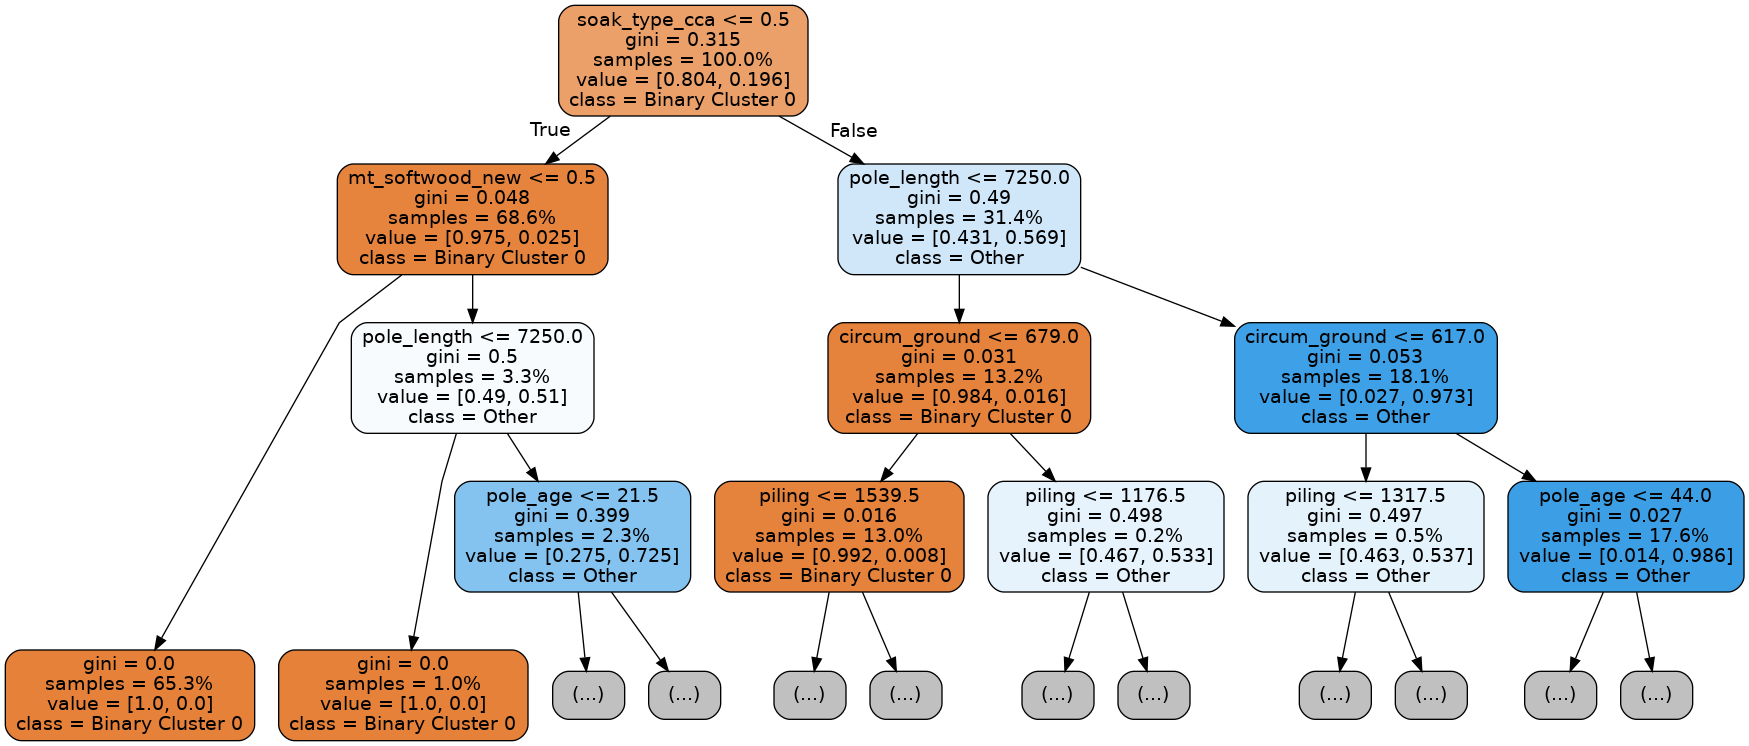 soak_type_cca <= 0.5
gini = 0.315
samples = 100.0%
value = [0.804, 0.196]
class = Binary Cluster 0
True
False
mt_softwood_new <= 0.5
gini = 0.048
samples = 68.6%
value = [0.975, 0.025]
class = Binary Cluster 0
pole_length <= 7250.0
gini = 0.49
samples = 31.4%
value = [0.431, 0.569]
class = Other
pole_length <= 7250.0
gini = 0.5
samples = 3.3%
value = [0.49, 0.51]
class = Other
circum_ground <= 679.0
gini = 0.031
samples = 13.2%
value = [0.984, 0.016]
class = Binary Cluster 0
circum_ground <= 617.0
gini = 0.053
samples = 18.1%
value = [0.027, 0.973]
class = Other
pole_age <= 21.5
gini = 0.399
samples = 2.3%
value = [0.275, 0.725]
class = Other
piling <= 1539.5
gini = 0.016
samples = 13.0%
value = [0.992, 0.008]
class = Binary Cluster 0
piling <= 1176.5
gini = 0.498
samples = 0.2%
value = [0.467, 0.533]
class = Other
piling <= 1317.5
gini = 0.497
samples = 0.5%
value = [0.463, 0.537]
class = Other
pole_age <= 44.0
gini = 0.027
samples = 17.6%
value = [0.014, 0.986]
class = Other
gini = 0.0
samples = 65.3%
value = [1.0, 0.0]
class = Binary Cluster 0
gini = 0.0
samples = 1.0%
value = [1.0, 0.0]
class = Binary Cluster 0
(...)
(...)
(...)
(...)
(...)
(...)
(...)
(...)
(...)
(...)